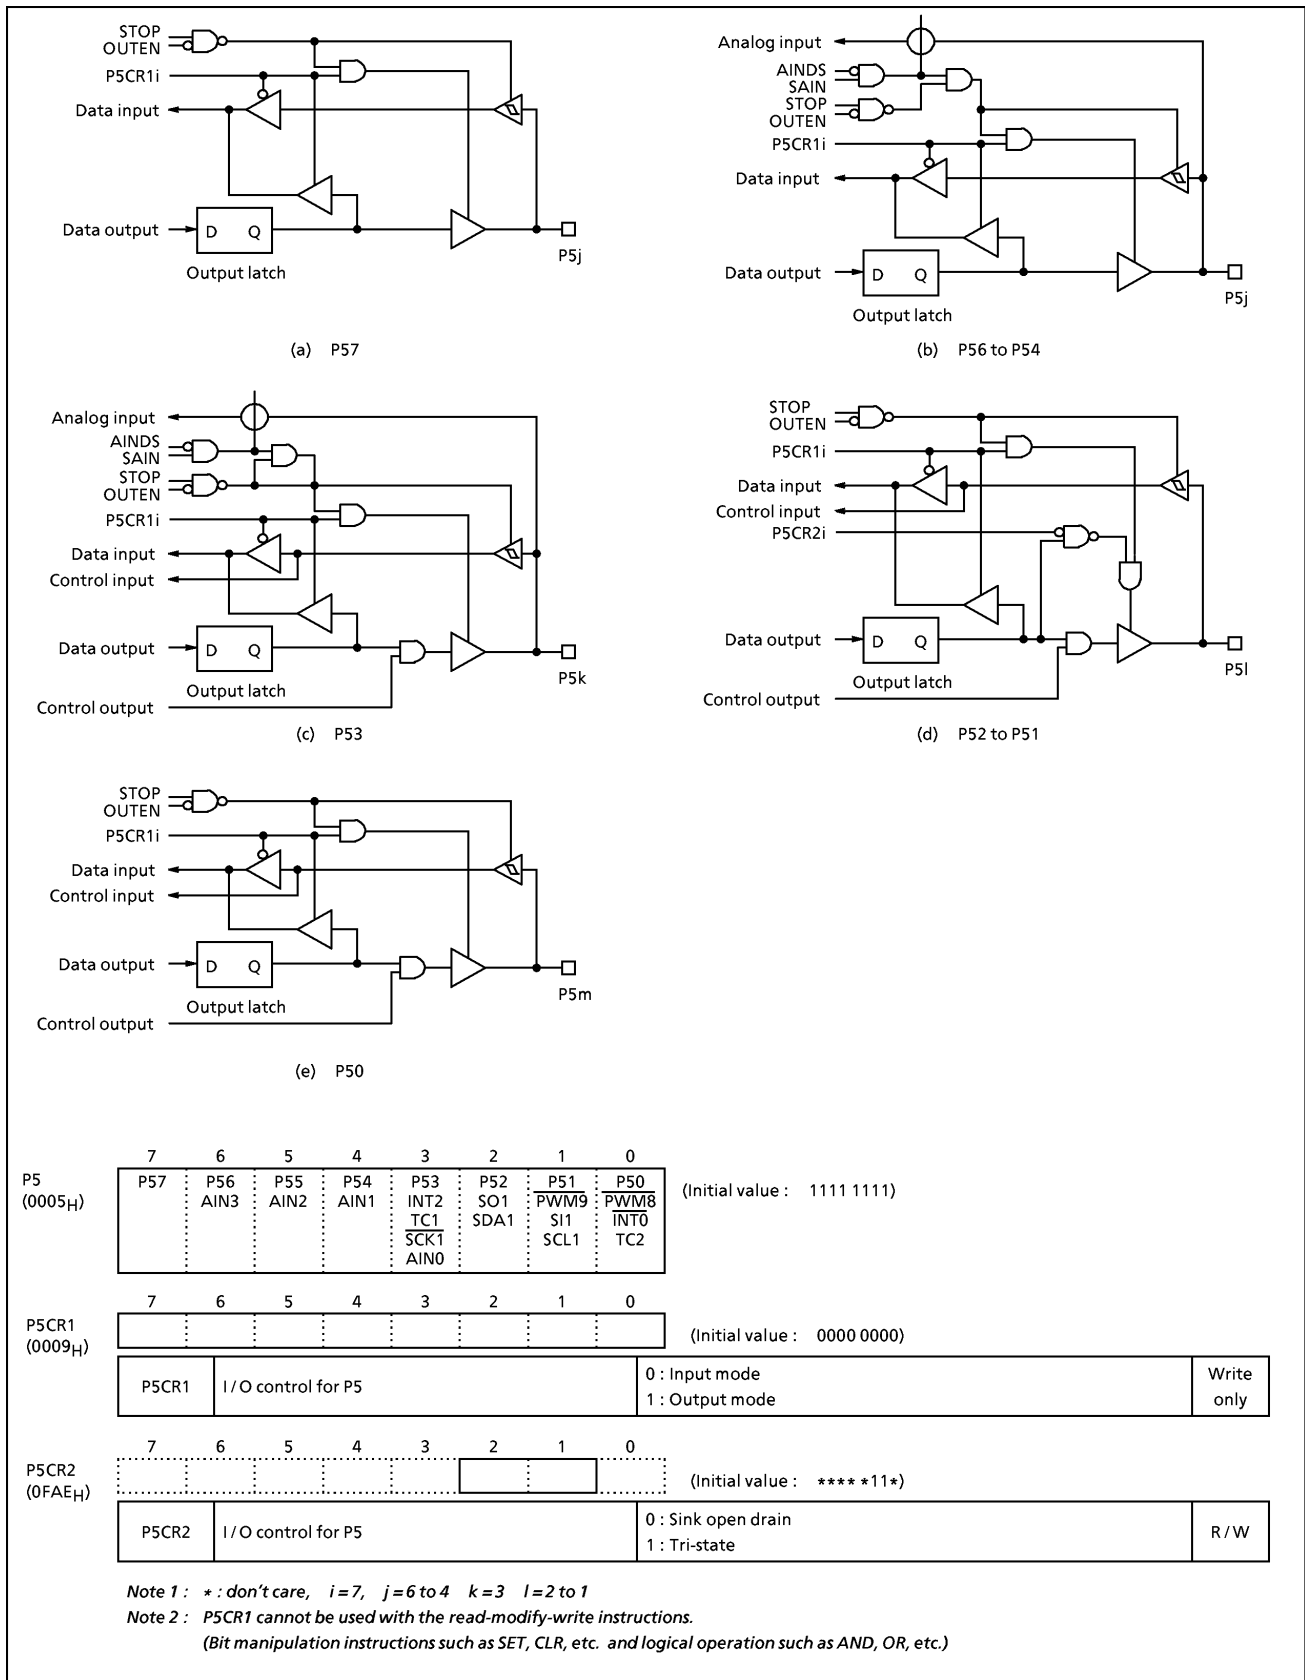 STOP
OUTEN
P5CR1i
Data input
Data output
D Q
Output latch
P5j
(a) P57
Analog input
AINDS
SAIN
STOP
OUTEN
P5CR1i
Data input
Data output
D Q
Output latch
P5j
(b) P56 to P54
Analog input
AINDS
SAIN
STOP
OUTEN
P5CR1i
Data input
Control input
Data output
D Q
Output latch
Control output
P5k
(c) P53
STOP
OUTEN
P5CR1i
Data input
Control input
P5CR2i
Data output
D Q
Output latch
Control output
P5l
(d) P52 to P51
STOP
OUTEN
P5CR1i
Data input
Control input
Data output
D Q
Output latch
Control output
P5m
(e) P50
7 6 5 4 3 2 1 0
P5
(0005H)
P57 P56 P55 P54 P53 P52 P51 P50
AIN3 AIN2 AIN1 INT2 SO1 PWM9 PWM8
TC1 SDA1 SI1 INT0
SCK1 SCL1 TC2
AIN0
(Initial value : 1111 1111)
7 6 5 4 3 2 1 0
P5CR1
(0009H)
(Initial value : 0000 0000)
P5CR1 I / O control for P5
0 : Input mode
1 : Output mode
Write
only
7 6 5 4 3 2 1 0
P5CR2
(0FAEH)
(Initial value : **** *11*)
P5CR2 I / O control for P5
0 : Sink open drain
1 : Tri-state
R / W
Note 1 : * : don't care, i = 7, j = 6 to 4 k = 3 l = 2 to 1
Note 2 : P5CR1 cannot be used with the read-modify-write instructions.
(Bit manipulation instructions such as SET, CLR, etc. and logical operation such as AND, OR, etc.)